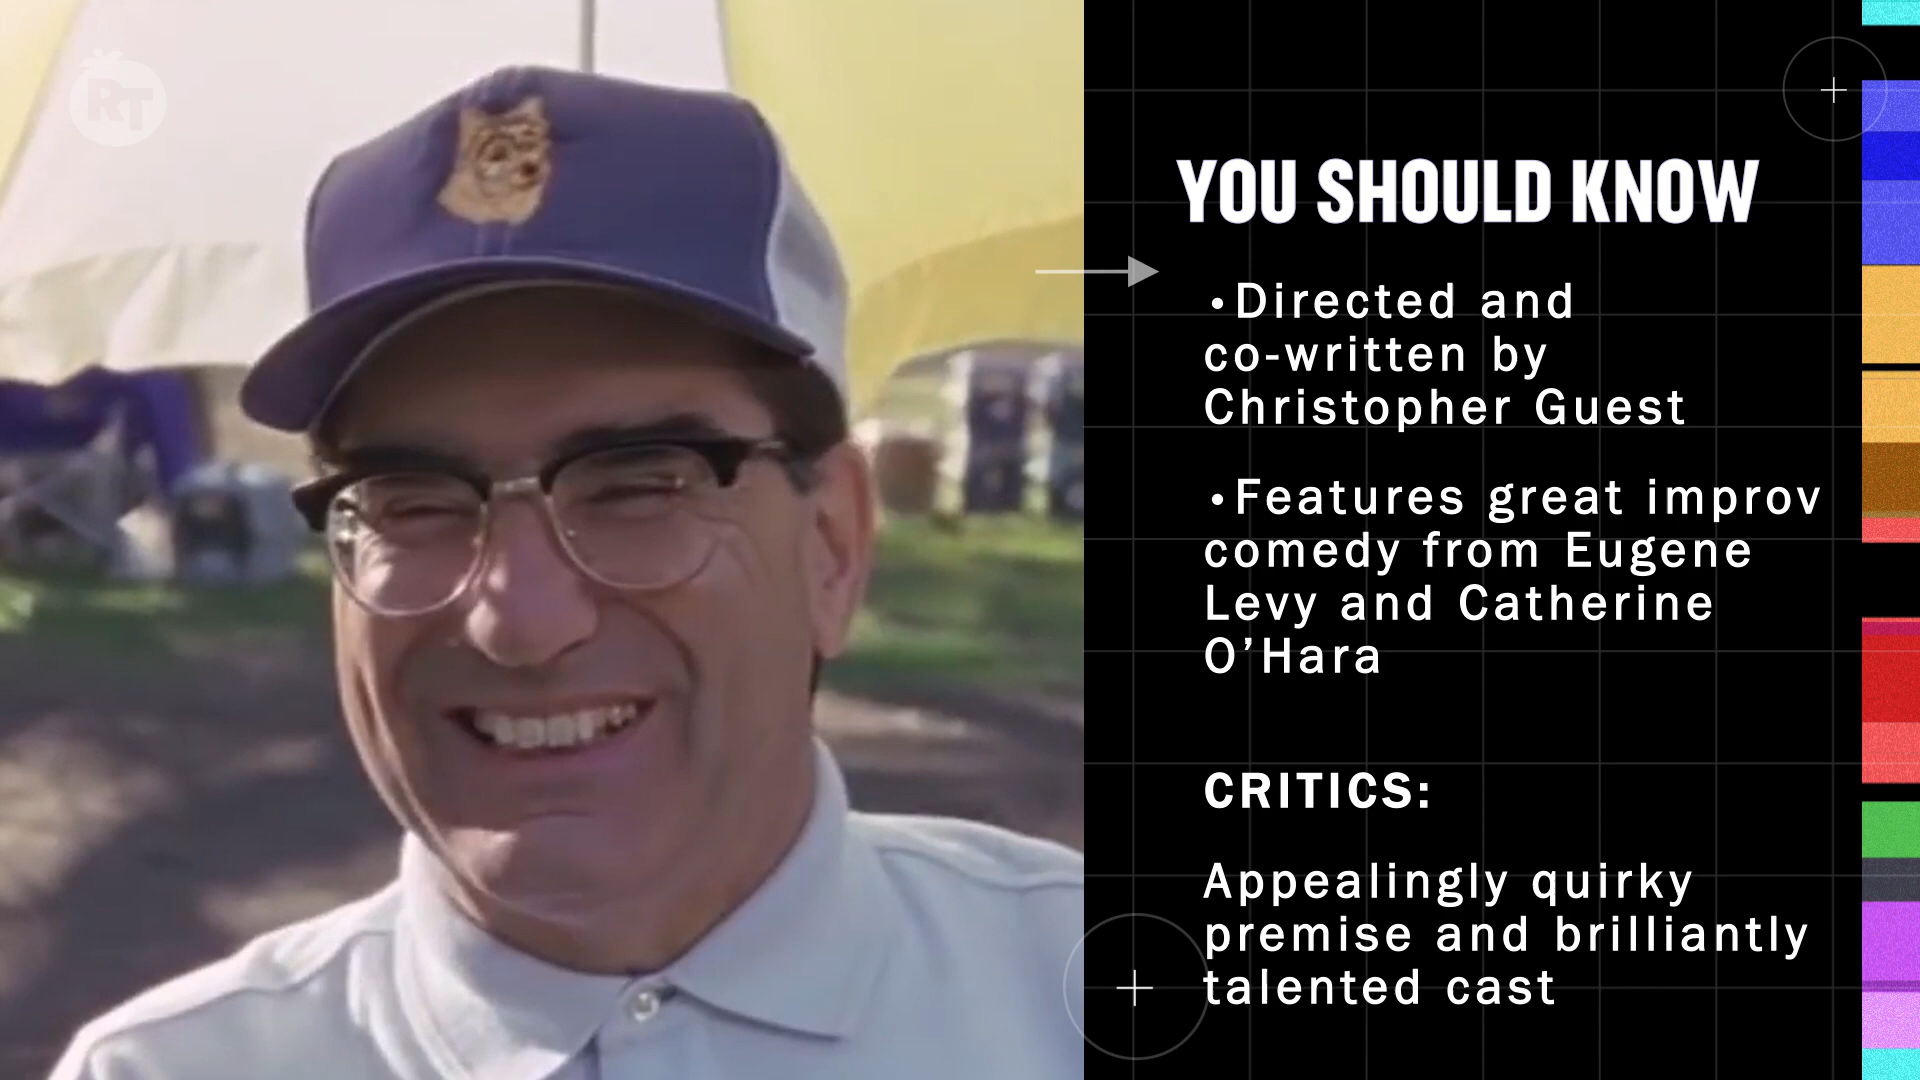 RT
YOU SHOULD KNOW
•Directed and
co-written by
Christopher Guest
•Features great improv
comedy from Eugene
Levy and Catherine
O’Hara
CRITICS:
Appealingly quirky
premise and brilliantly
talented cast